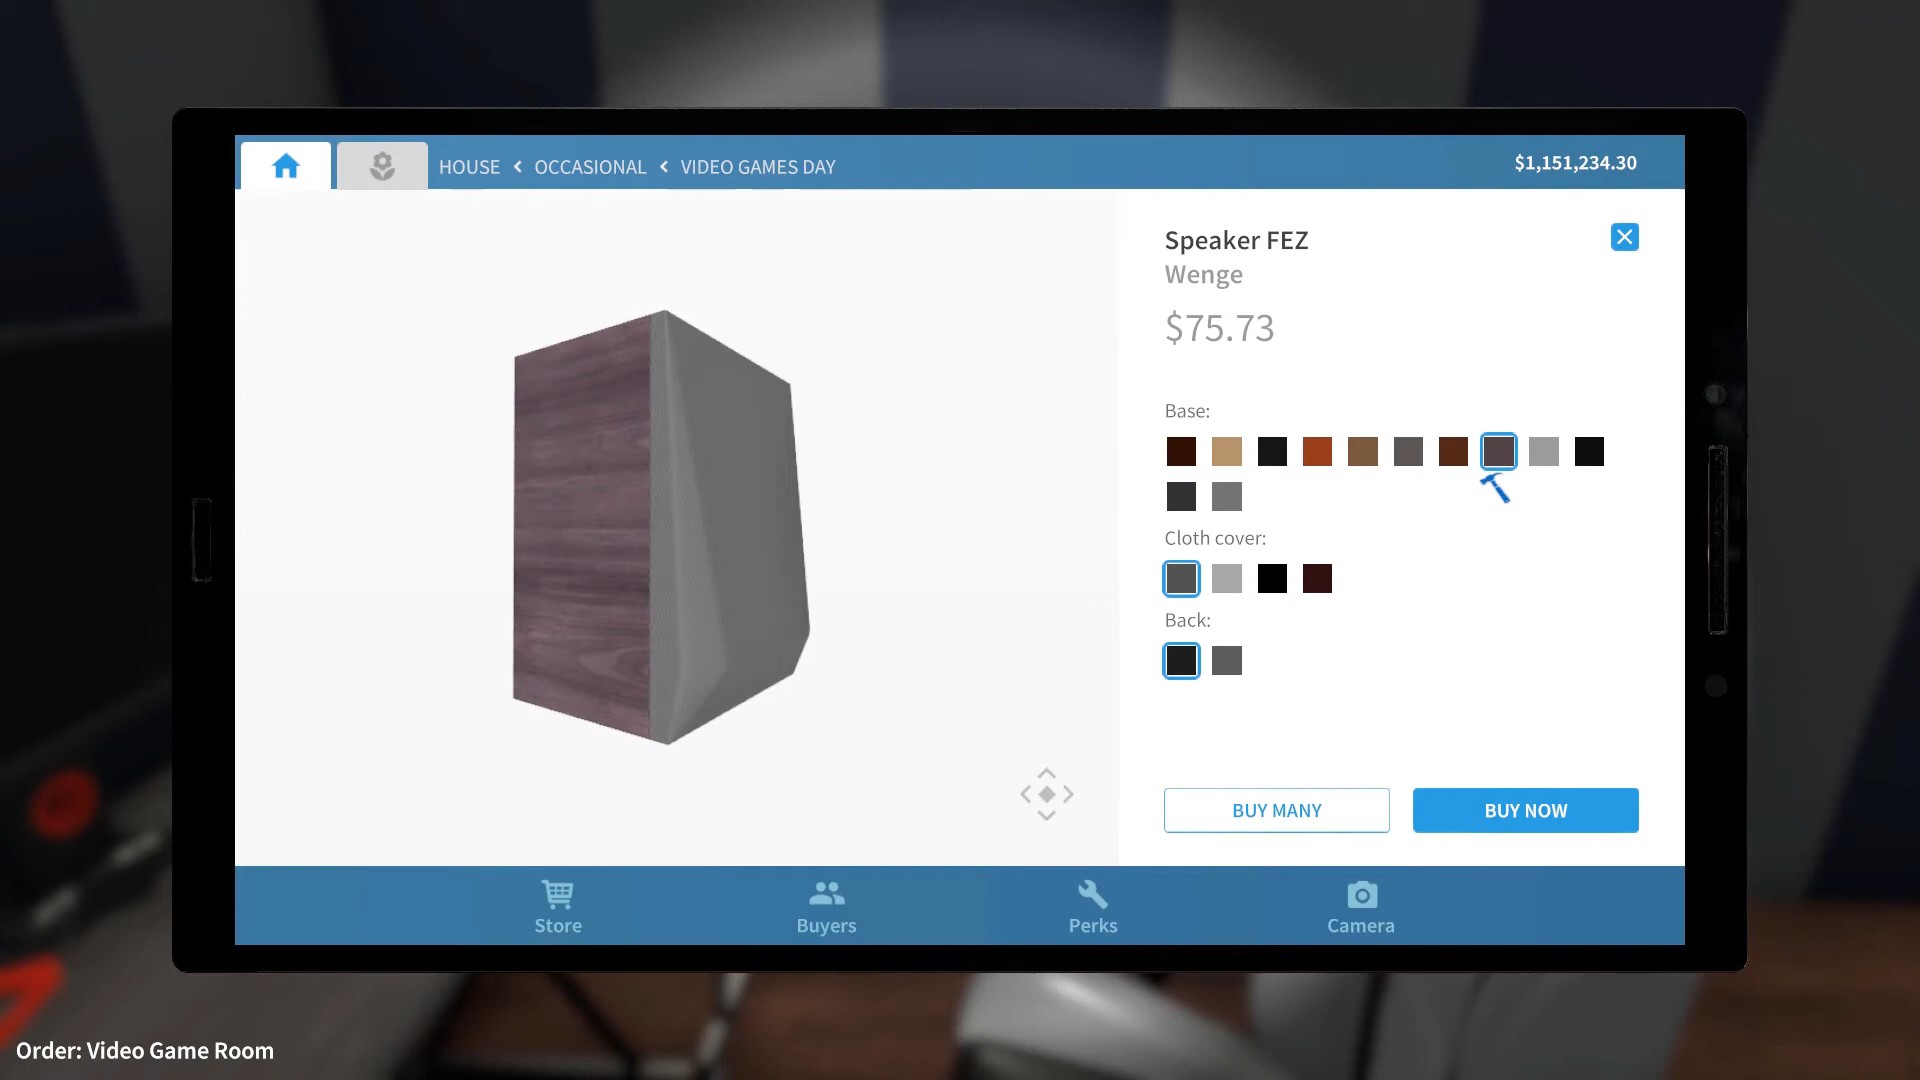 HOUSE < OCCASIONAL < VIDEO GAMES DAY
$1,151,234.30
Speaker FEZ
Wenge
$75.73
Base:
Cloth cover:
Back:
BUY MANY
BUY NOW
Store
Buyers
Perks
Camera
Order: Video Game Room